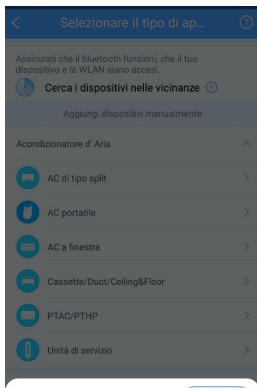 Selezionare il tipo di ap...
Assicurati che il bluetooth funzioni, che il tuo
dispositivo e la WLAN siano accesi.
Cerca i dispositivi nelle vicinanze
Aggiungi dispositivi manualmente
Acondizionatore d' Aria
AC di tipo split
AC portatile
AC a finestra
Cassette/Duct/Ceiling&Floor
PTAC/PTHP
Unità di servizio